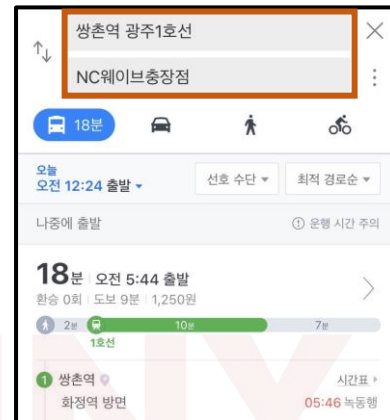 쌍촌역 광주1호선
NC웨이브충장점
18분
오늘
오전 12:24 출발
선호 수단
최적 경로순
나중에 출발
운행 시간 주의
18분 오전 5:44 출발
환승 0회 도보 9분 1,250원
2분 10분 7분
1호선
1 쌍촌역 시간표
화정역 방면 05:46 녹동행